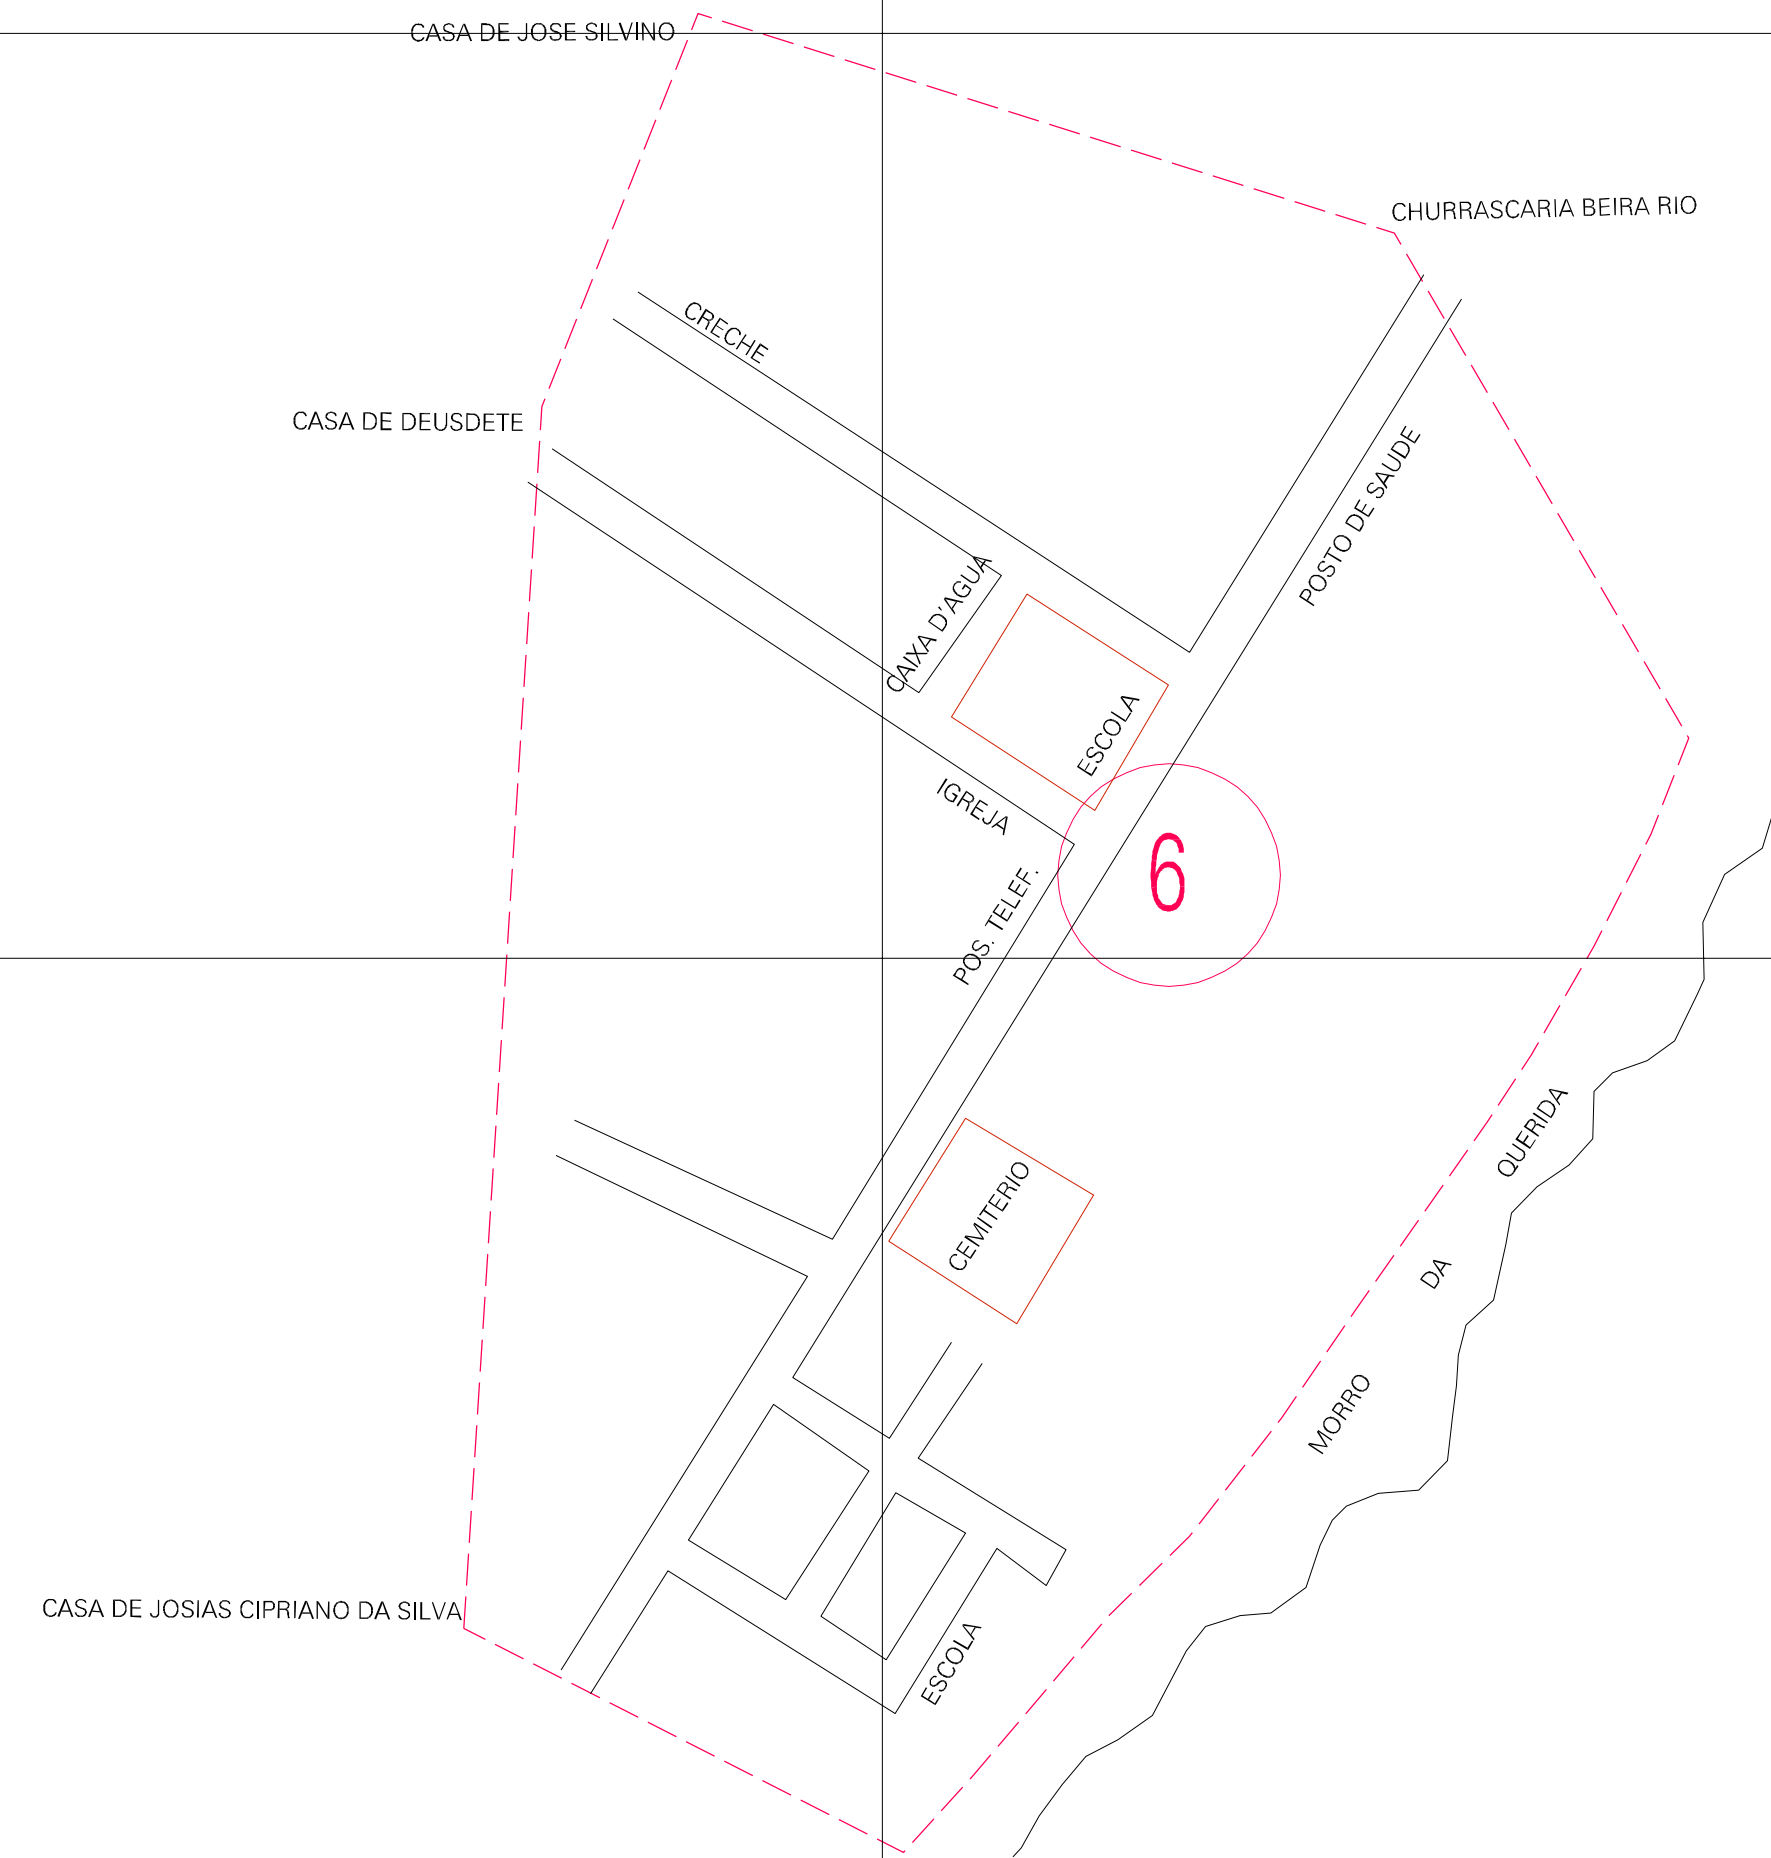 CASA DE JOSE SILVINO
CHURRASCARIA BEIRA RIO
CRECHE
CASA DE DEUSDETE
POSTO DE SAUDE
CAIXA D'AGUA
ESCOLA
IGREJA
6
POS. TELEF.
CEMITERIO
MORRO DA QUERIDA
CASA DE JOSIAS CIPRIANO DA SILVA
ESCOLA